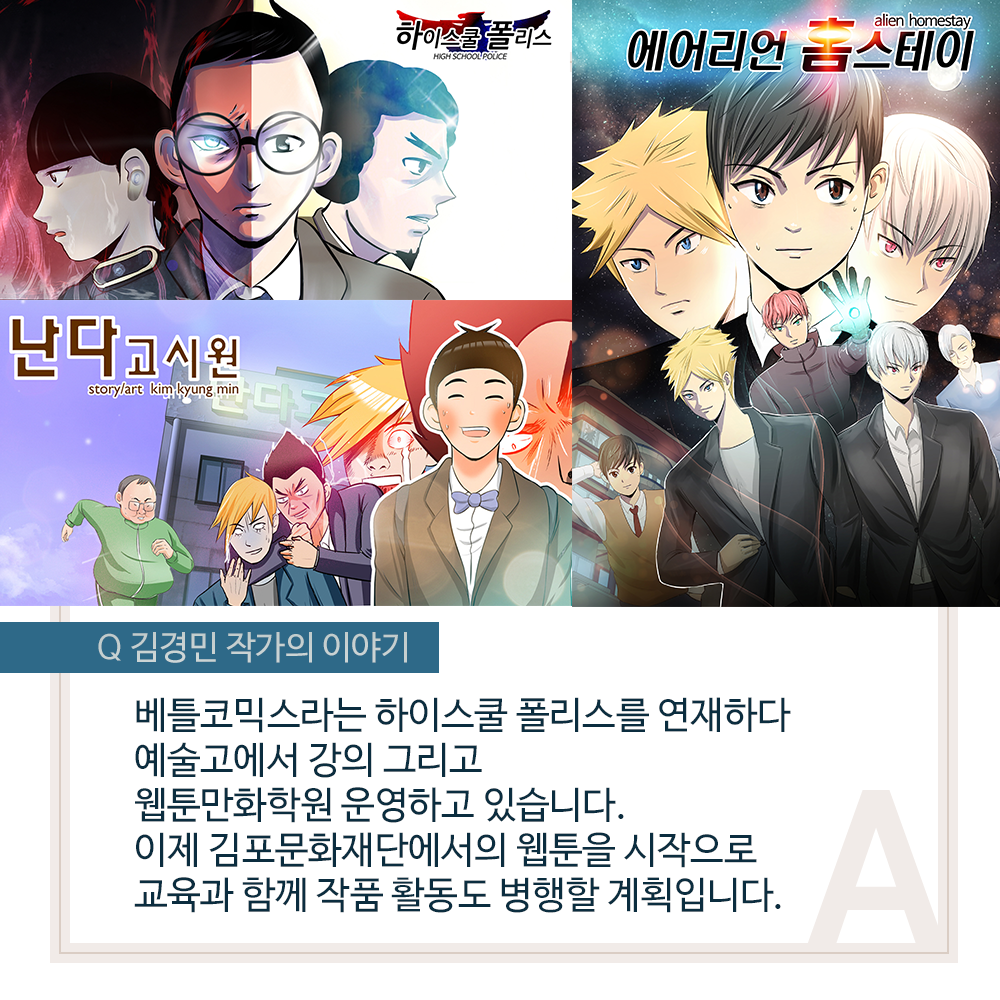 하이스쿨 폴리스
HIGH SCHOOL POLICE
alien homestay
에어리언 홈스테이
난다고시원
story/art kim kyung min
난다고
Q 김경민 작가의 이야기
베틀코믹스라는 하이스쿨 폴리스를 연재하다
예술고에서 강의 그리고
웹툰만화학원 운영하고 있습니다.
이제 김포문화재단에서의 웹툰을 시작으로
교육과 함께 작품 활동도 병행할 계획입니다.
A